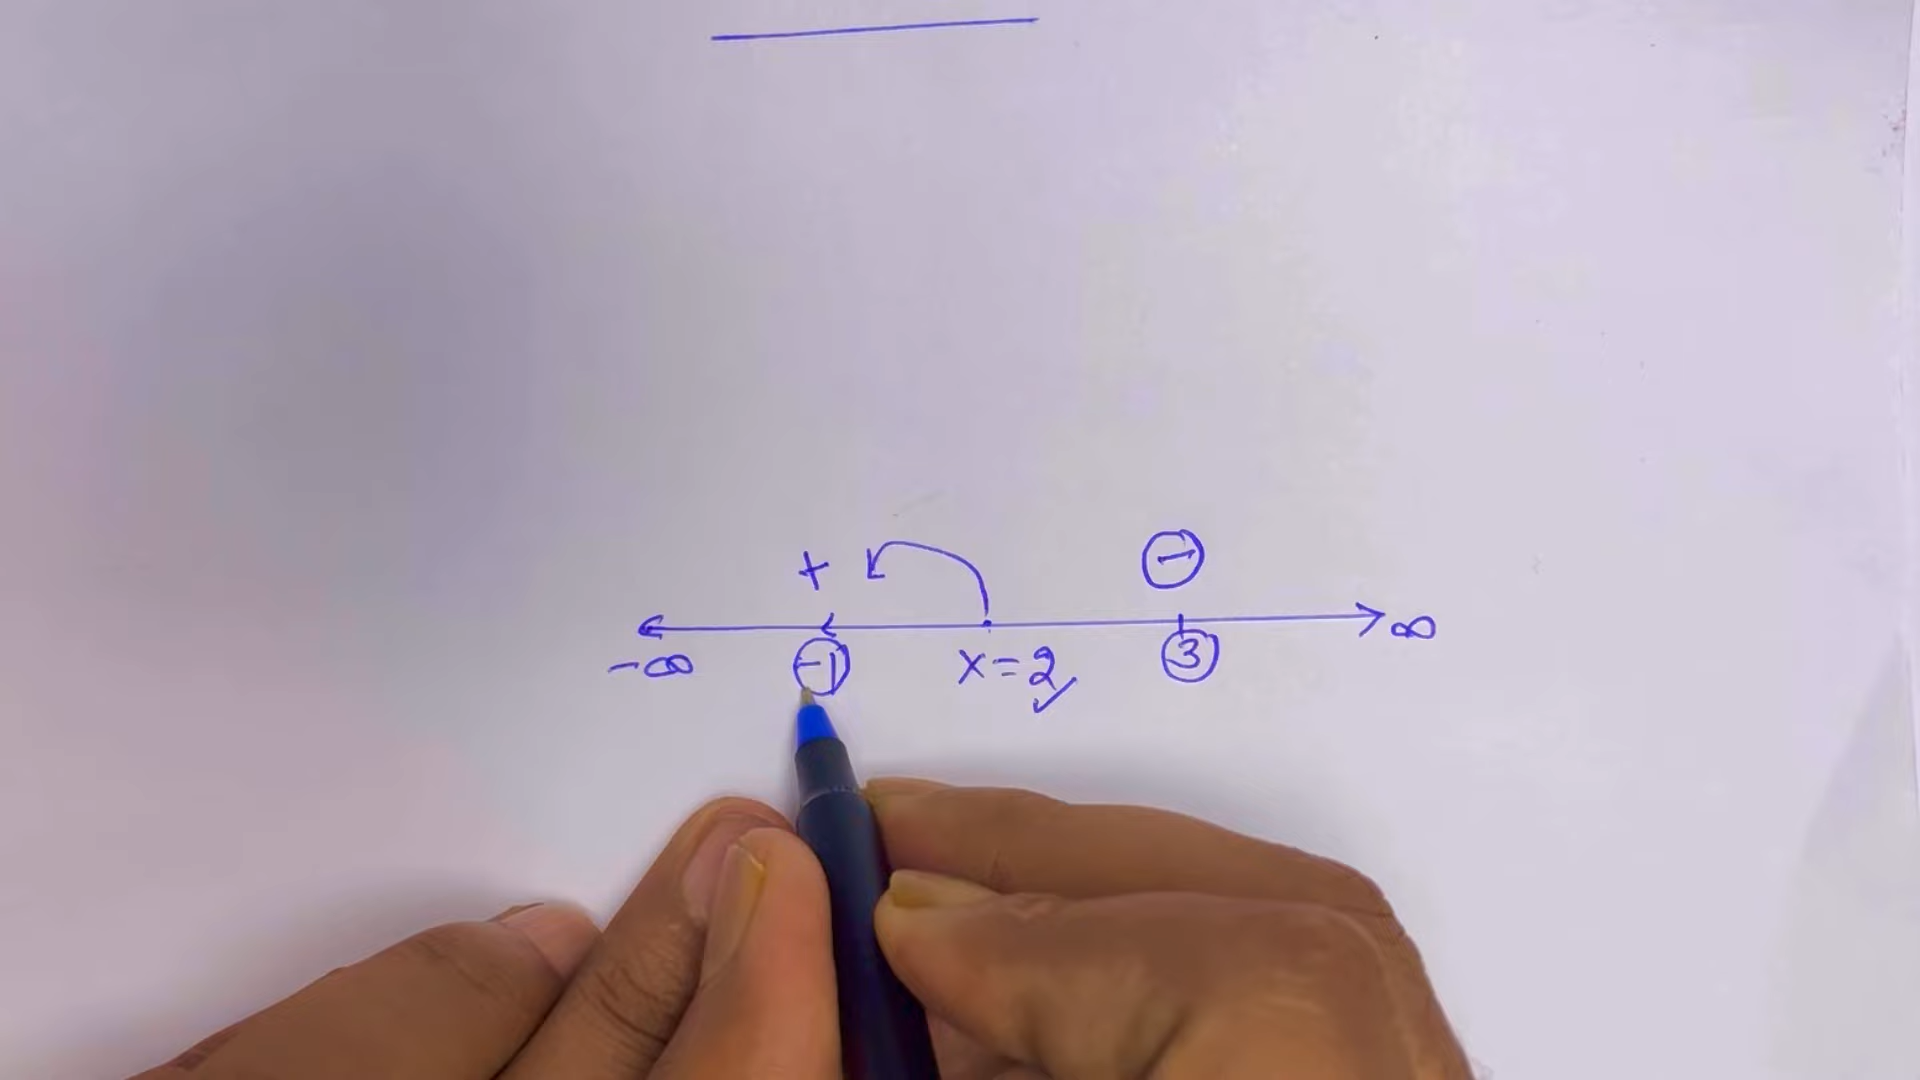 + −
-∞ -1 x=2 3 ∞